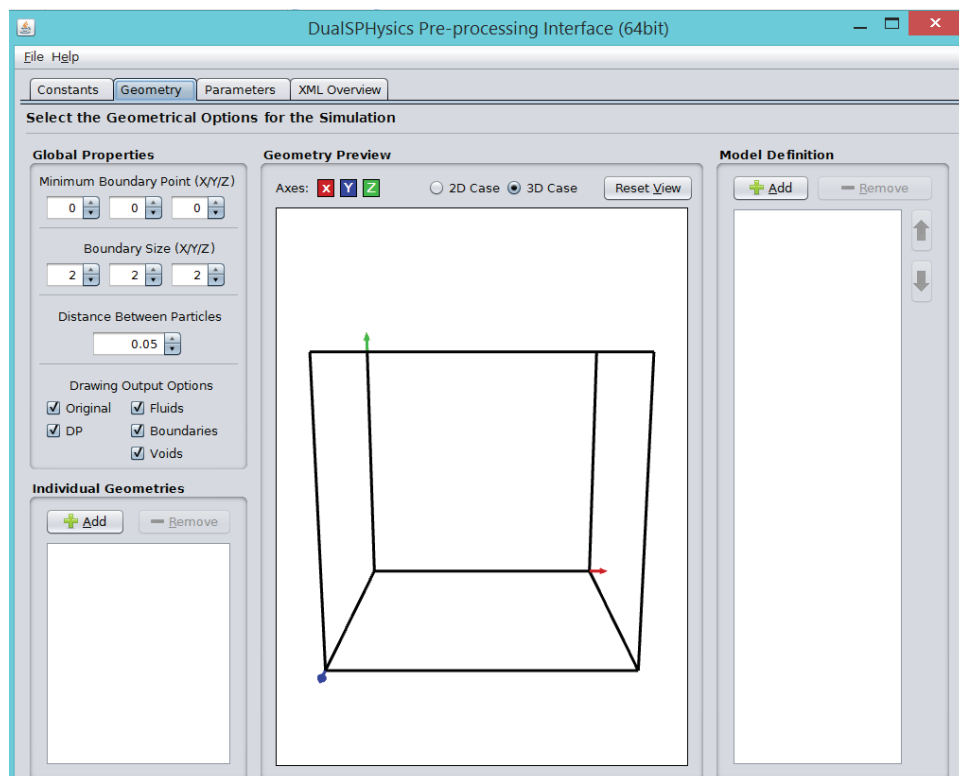 DualSPHysics Pre-processing Interface (64bit)
File Help
Constants Geometry Parameters XML Overview
Select the Geometrical Options for the Simulation
Global Properties
Minimum Boundary Point (X/Y/Z)
0 0 0
Boundary Size (X/Y/Z)
2 2 2
Distance Between Particles
0.05
Drawing Output Options
Original Fluids
DP Boundaries
Voids
Individual Geometries
Add Remove
Geometry Preview
Axes: X Y Z 2D Case 3D Case Reset View
Model Definition
Add Remove